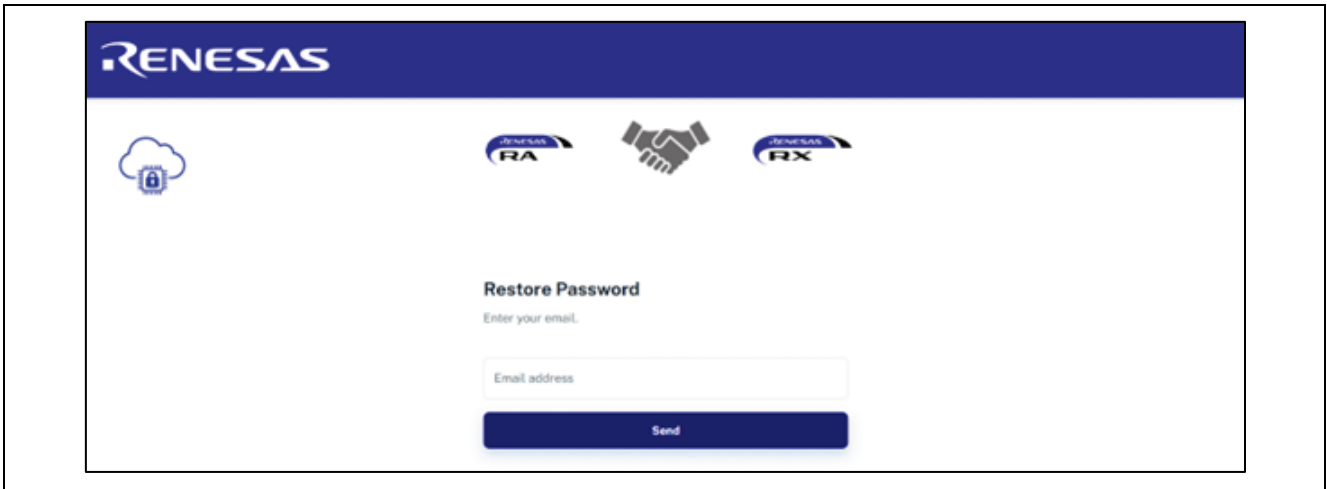 RENESAS
RENESAS
RA
RENESAS
RX
Restore Password
Enter your email.
Email address
Send